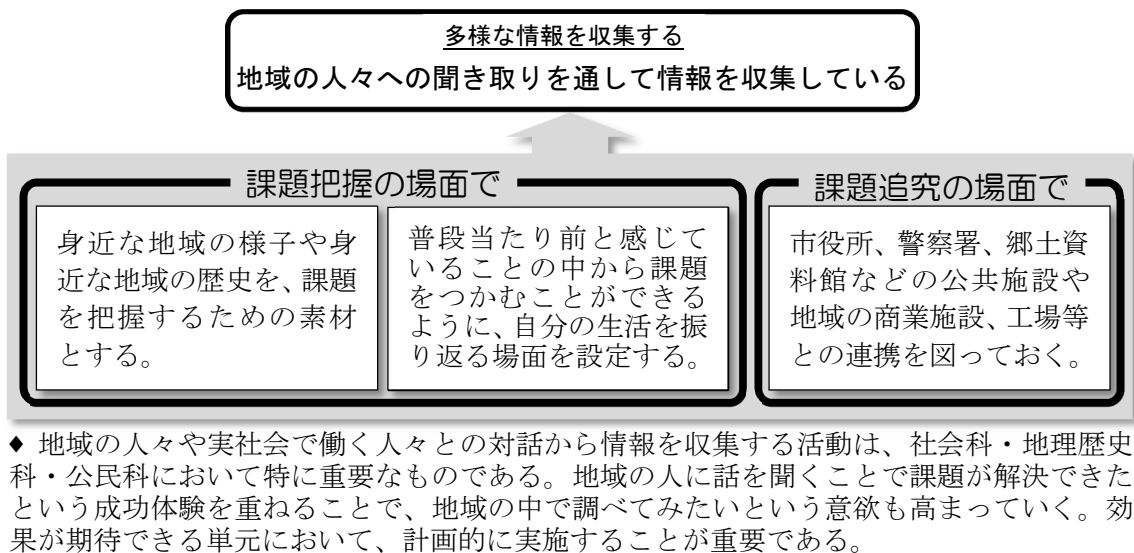 多様な情報を収集する
地域の人々への聞き取りを通して情報を収集している
課題把握の場面で
身近な地域の様子や身
近な地域の歴史を、課題
を把握するための素材
とする。
普段当たり前と感じて
いることの中から課題
をつかむことができる
ように、自分の生活を振
り返る場面を設定する。
課題追究の場面で
市役所、警察署、郷土資
料館などの公共施設や
地域の商業施設、工場等
との連携を図っておく。
♦ 地域の人々や実社会で働く人々との対話から情報を収集する活動は、社会科・地理歴史
科・公民科において特に重要なものである。地域の人に話を聞くことで課題が解決できた
という成功体験を重ねることで、地域の中で調べてみたいという意欲も高まっていく。効
果が期待できる単元において、計画的に実施することが重要である。